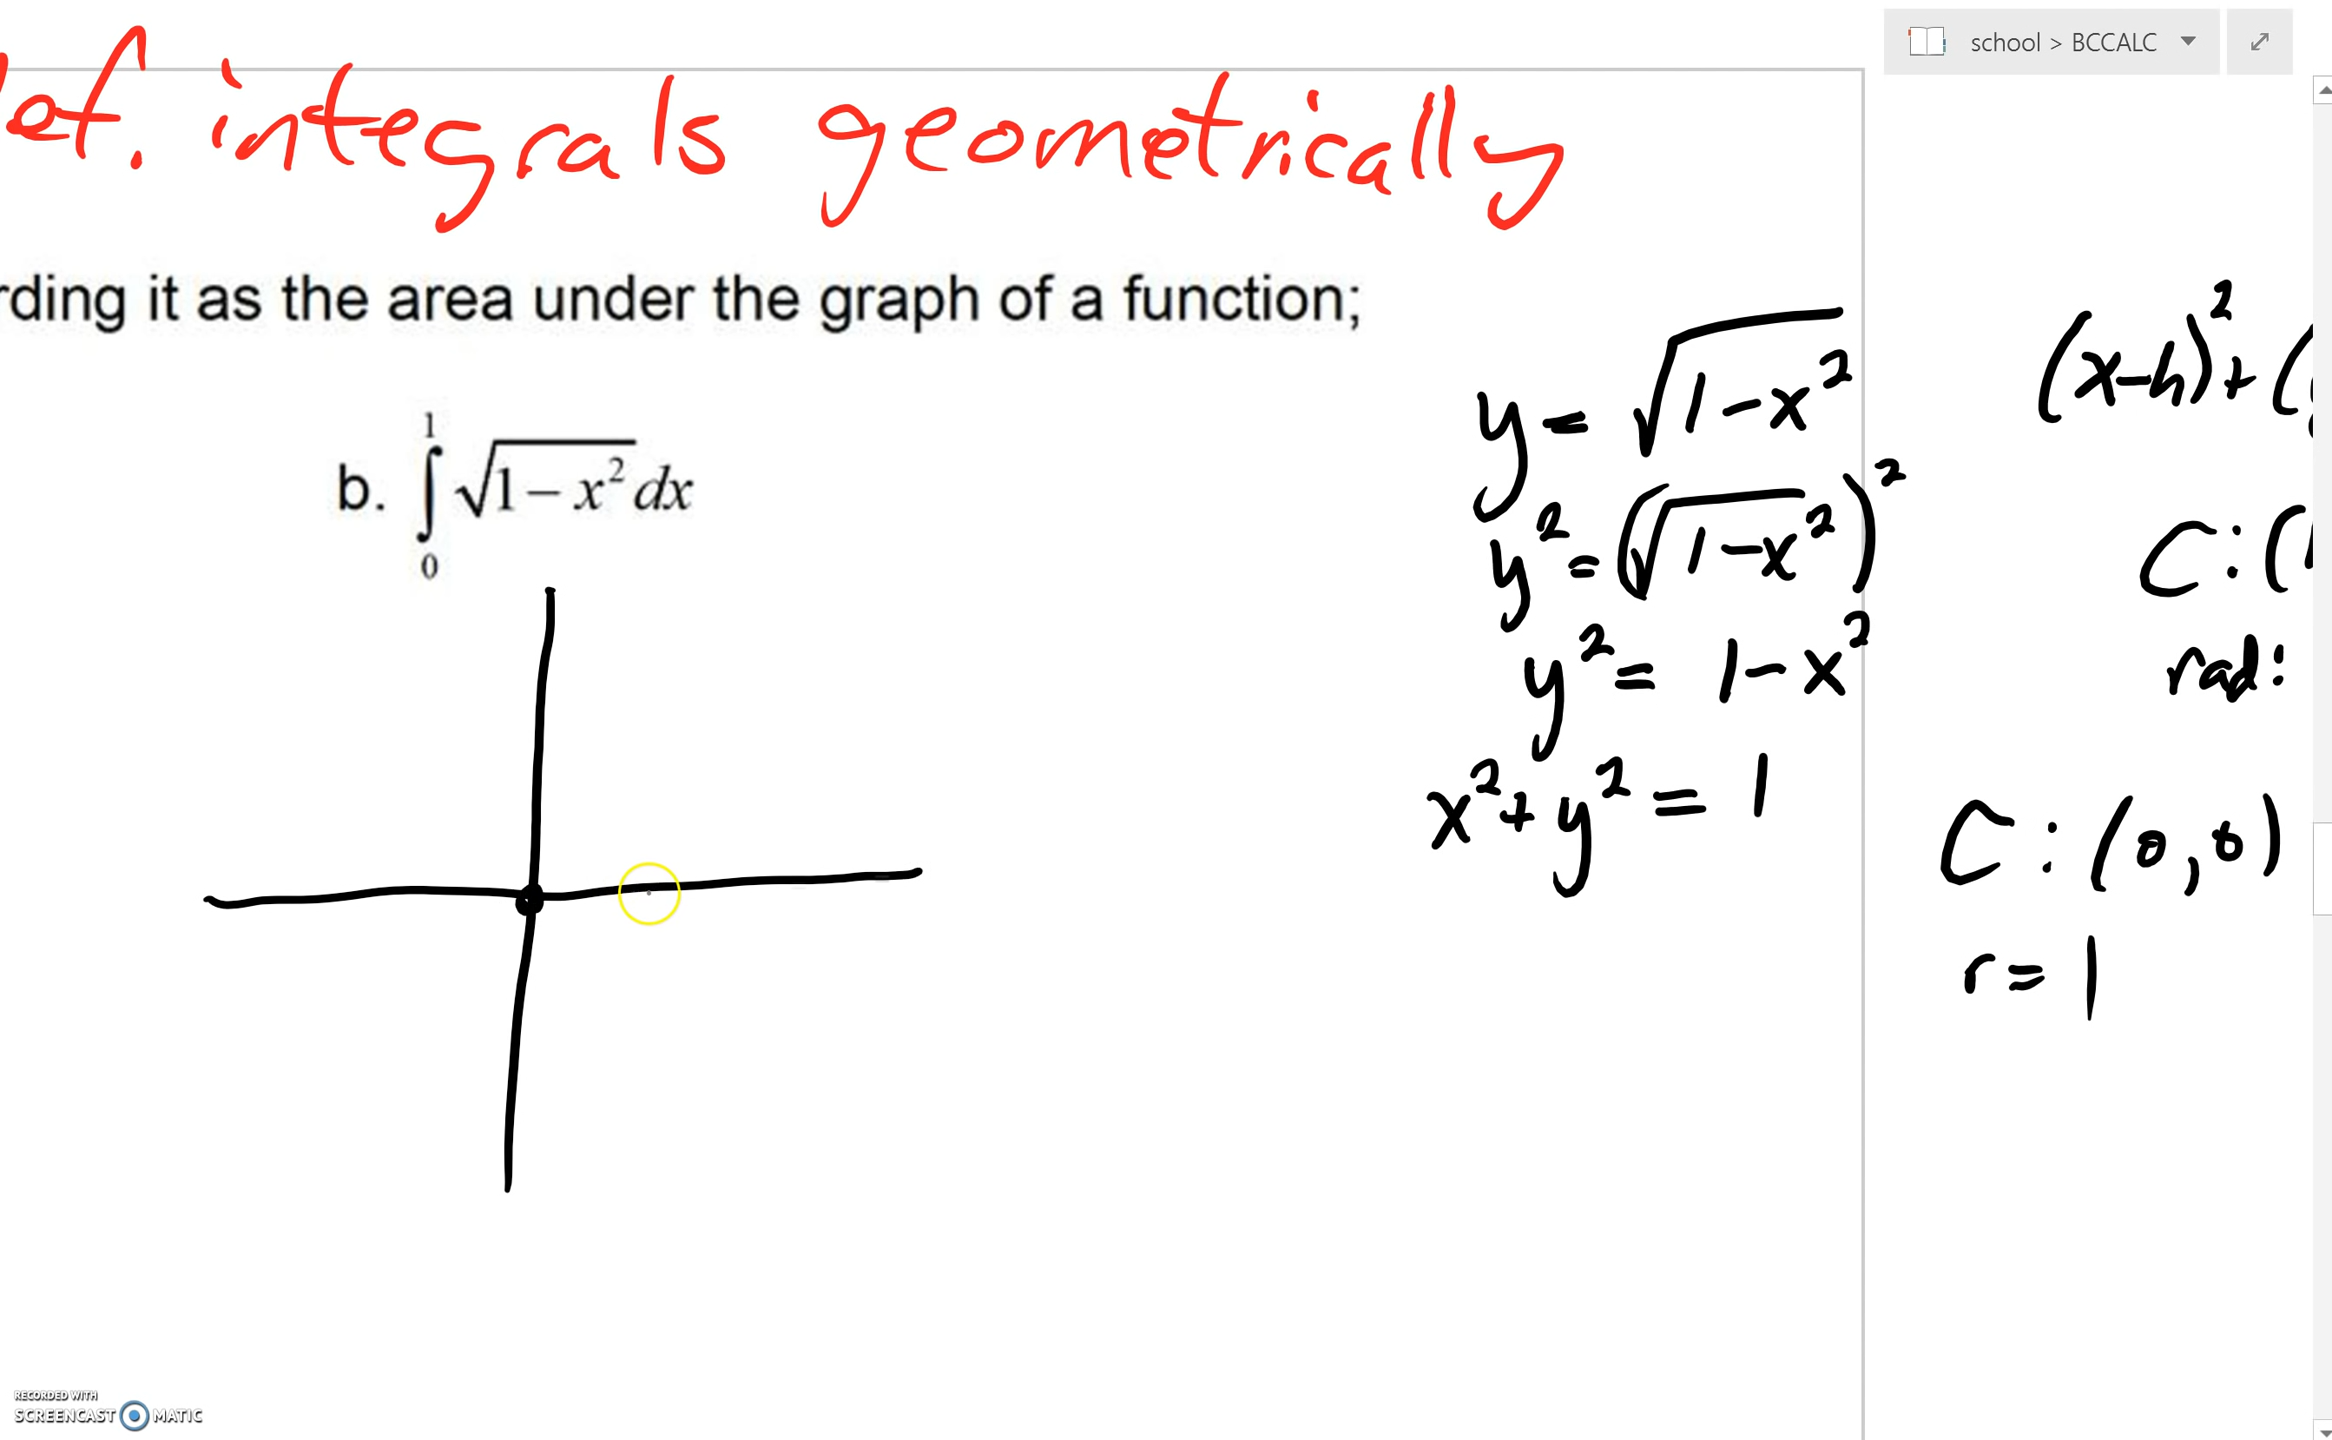 school > BCCALC
def. integrals geometrically
rding it as the area under the graph of a function;
b. ∫₀¹ √(1 − x²) dx
y = √(1−x²)
y² = (√(1−x²))²
y² = 1−x²
x² + y² = 1
(x−h)² + (
C: (
rad:
C: (0,0)
r = 1
RECORDED WITH
SCREENCAST MATIC